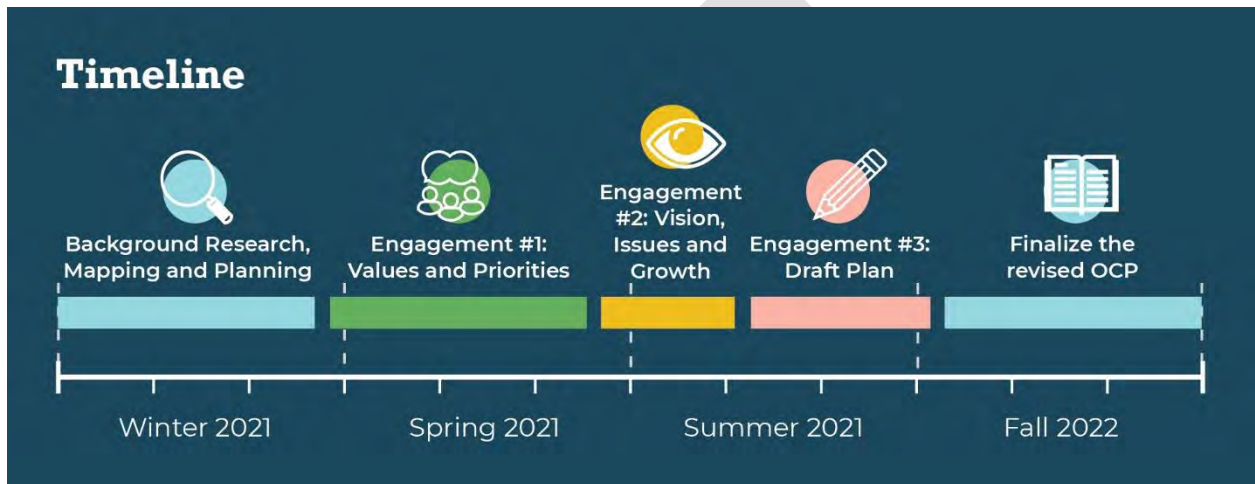 Timeline
Background Research,
Mapping and Planning
Engagement #1:
Values and Priorities
Engagement
#2: Vision,
Issues and
Growth
Engagement #3:
Draft Plan
Finalize the
revised OCP
Winter 2021
Spring 2021
Summer 2021
Fall 2022